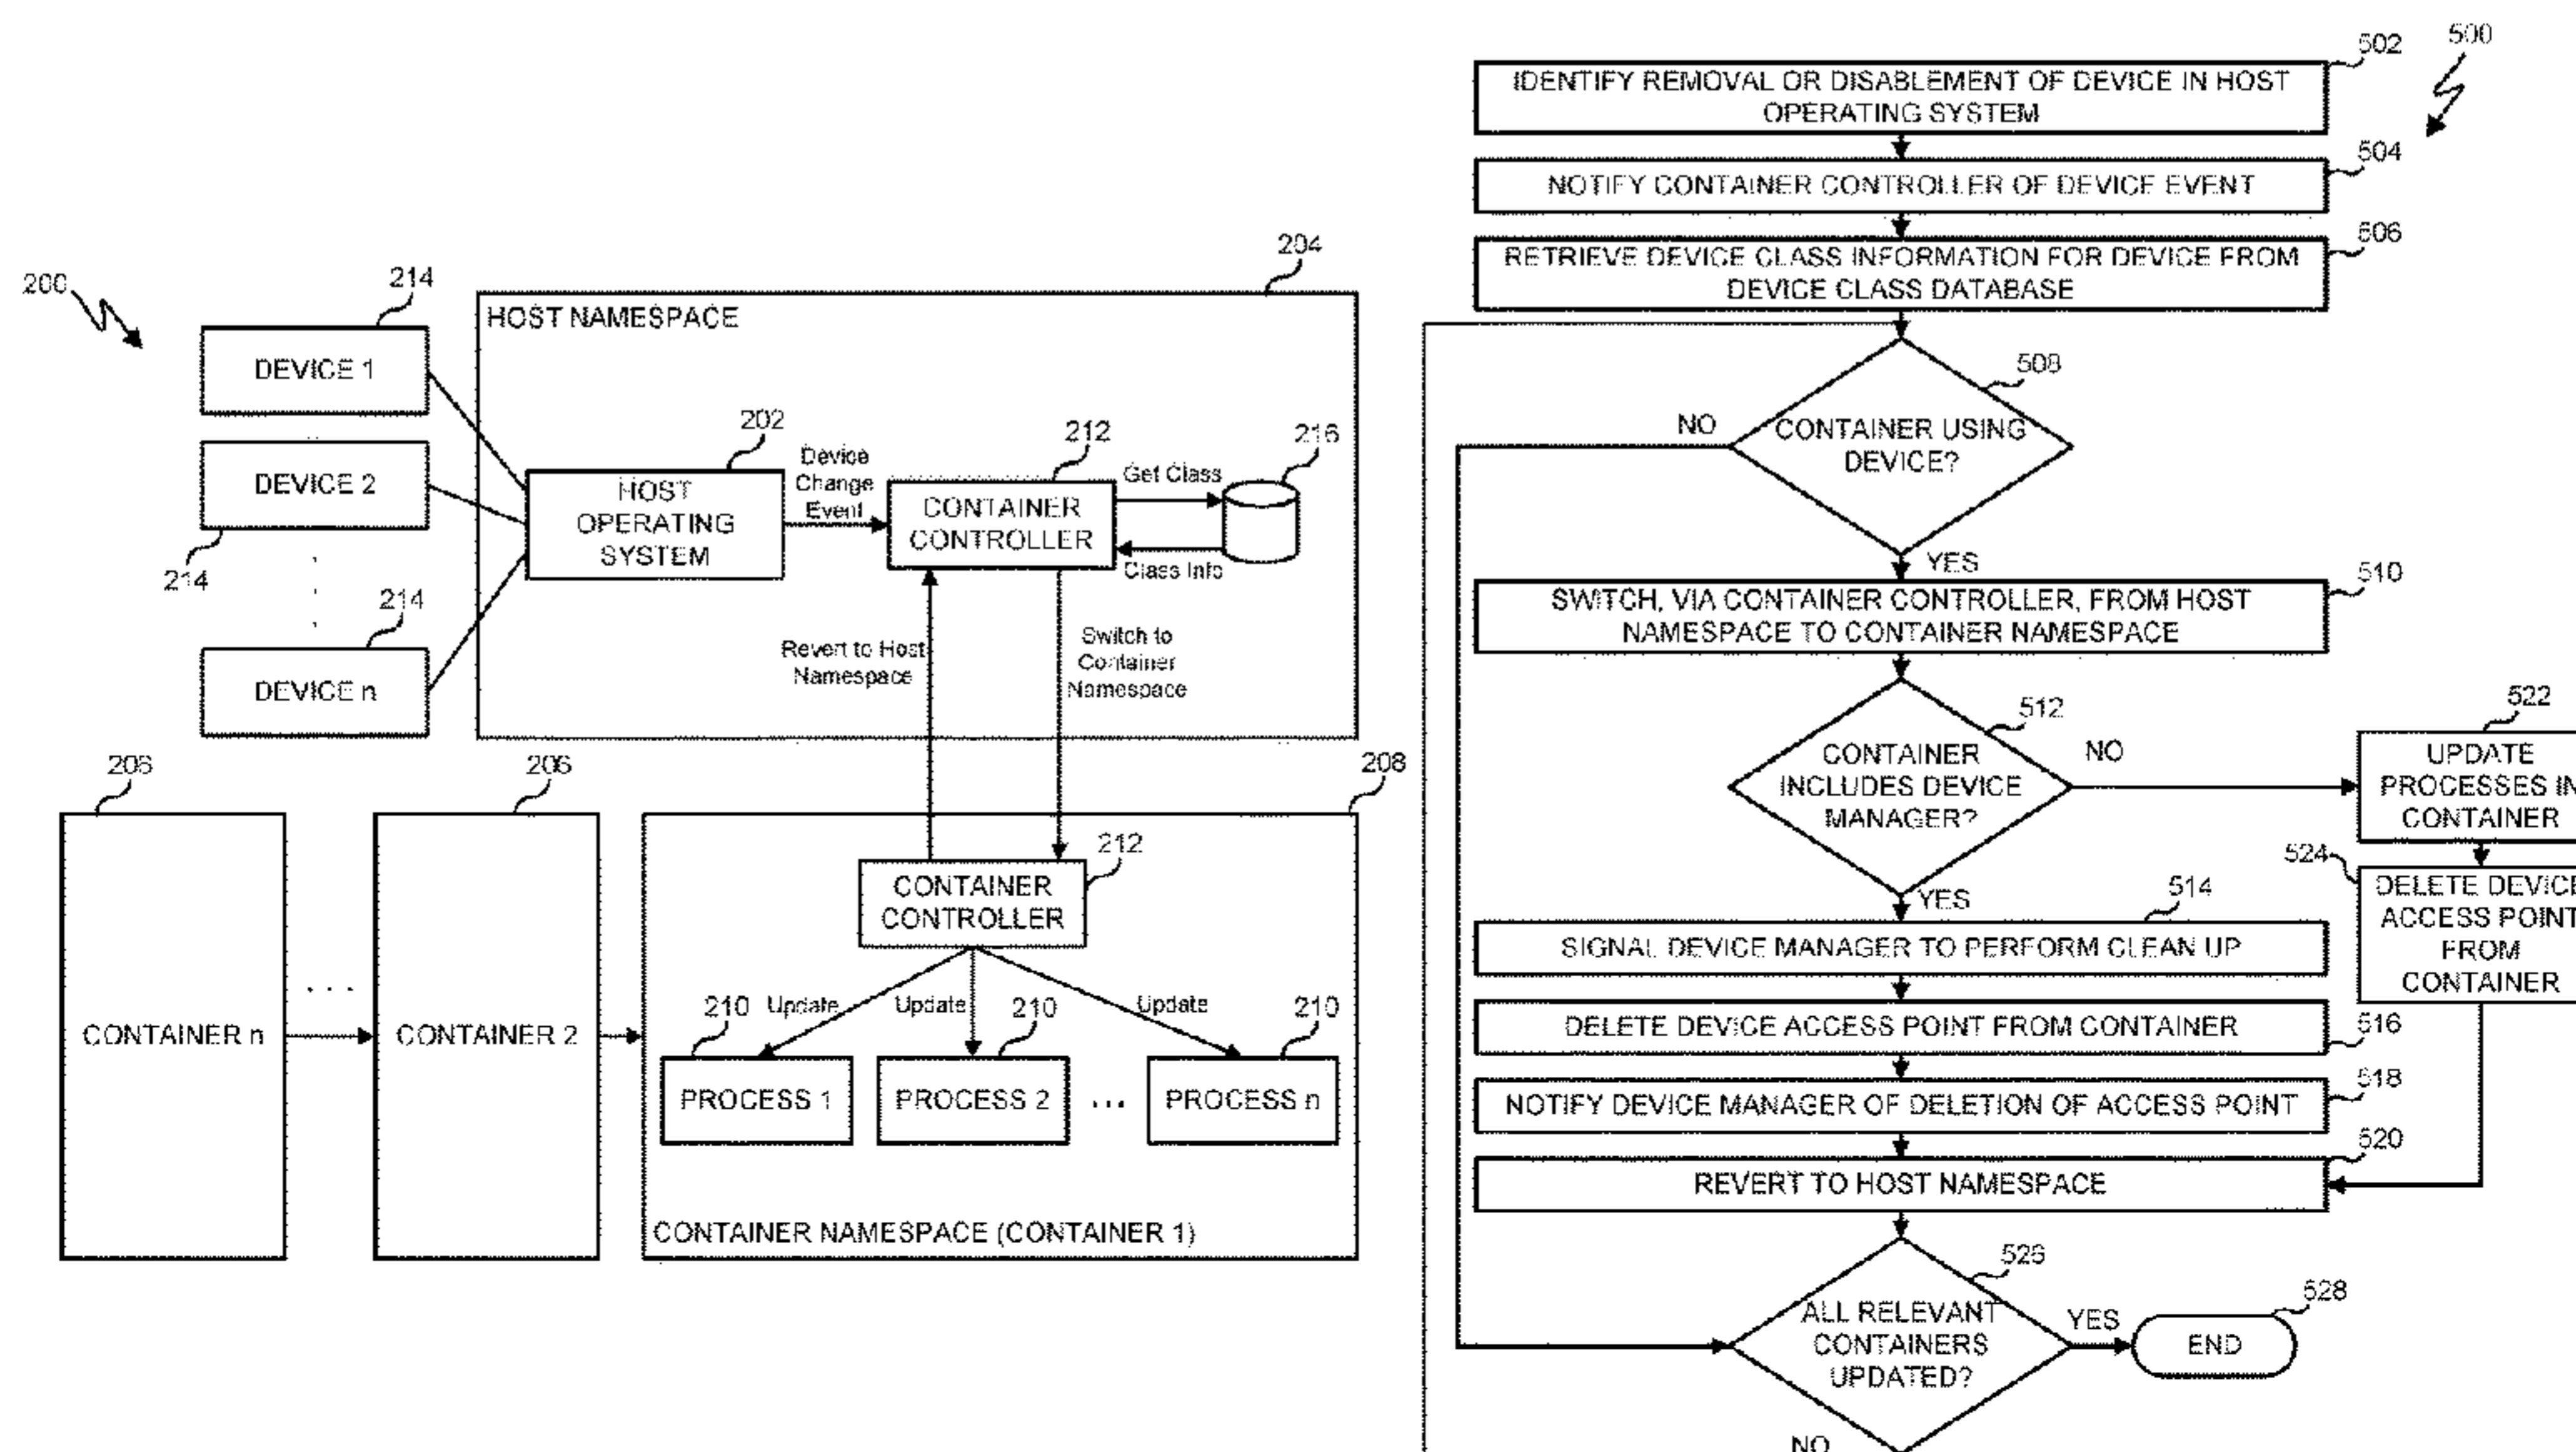 200
214
DEVICE 1
DEVICE 2
214
214
DEVICE n
204
HOST NAMESPACE
202
HOST
OPERATING
SYSTEM
Device
Change
Event
212
CONTAINER
CONTROLLER
Get Class
216
Class Info
Revert to Host
Namespace
Switch to
Container
Namespace
206
CONTAINER n
. . .
206
CONTAINER 2
208
212
CONTAINER
CONTROLLER
Update
Update
Update
210
210
210
PROCESS 1
PROCESS 2
...
PROCESS n
CONTAINER NAMESPACE (CONTAINER 1)
500
502
IDENTIFY REMOVAL OR DISABLEMENT OF DEVICE IN HOST
OPERATING SYSTEM
504
NOTIFY CONTAINER CONTROLLER OF DEVICE EVENT
506
RETRIEVE DEVICE CLASS INFORMATION FOR DEVICE FROM
DEVICE CLASS DATABASE
508
CONTAINER USING
DEVICE?
NO
YES
510
SWITCH, VIA CONTAINER CONTROLLER, FROM HOST
NAMESPACE TO CONTAINER NAMESPACE
512
CONTAINER
INCLUDES DEVICE
MANAGER?
NO
522
UPDATE
PROCESSES IN
CONTAINER
524
DELETE DEVICE
ACCESS POINT
FROM
CONTAINER
YES
514
SIGNAL DEVICE MANAGER TO PERFORM CLEAN UP
DELETE DEVICE ACCESS POINT FROM CONTAINER
516
518
NOTIFY DEVICE MANAGER OF DELETION OF ACCESS POINT
520
REVERT TO HOST NAMESPACE
526
ALL RELEVANT
CONTAINERS
UPDATED?
YES
528
END
NO